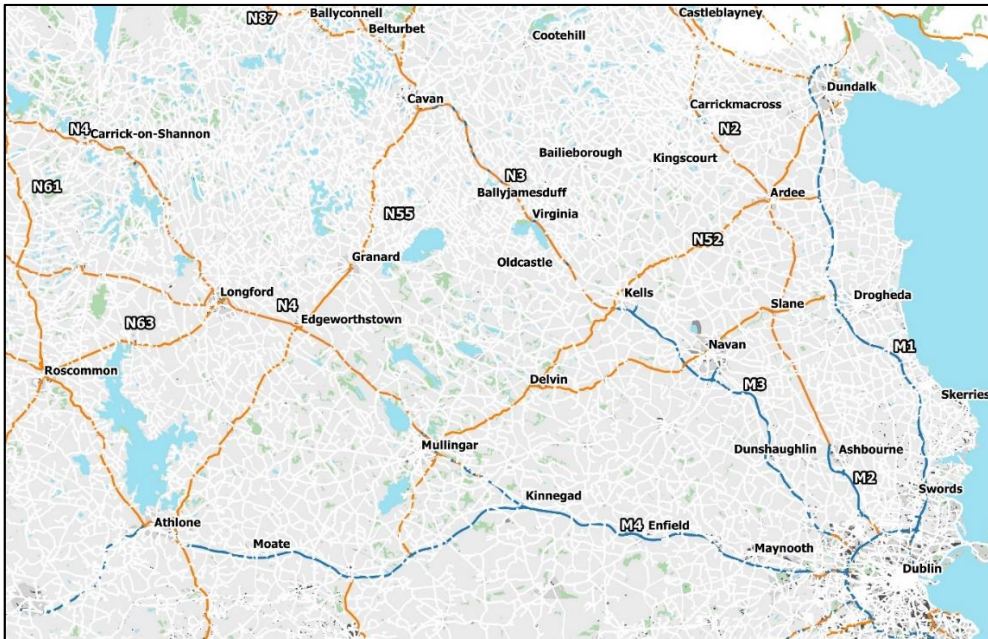 N87
Ballyconnell
Belturbet
Cootehill
Castleblayney
Cavan
Dundalk
Carrickmacross
N2
N4
Carrick-on-Shannon
Bailieborough
Kingscourt
N61
N3
Ballyjamesduff
Ardee
N55
Virginia
N52
Granard
Oldcastle
Longford
N4
Kells
Slane
Drogheda
Edgeworthstown
N63
Navan
M1
Roscommon
Delvin
M3
Skerries
Mullingar
Dunshaughlin
Ashbourne
M2
Kinnegad
Swords
Athlone
M4
Enfield
Moate
Maynooth
Dublin